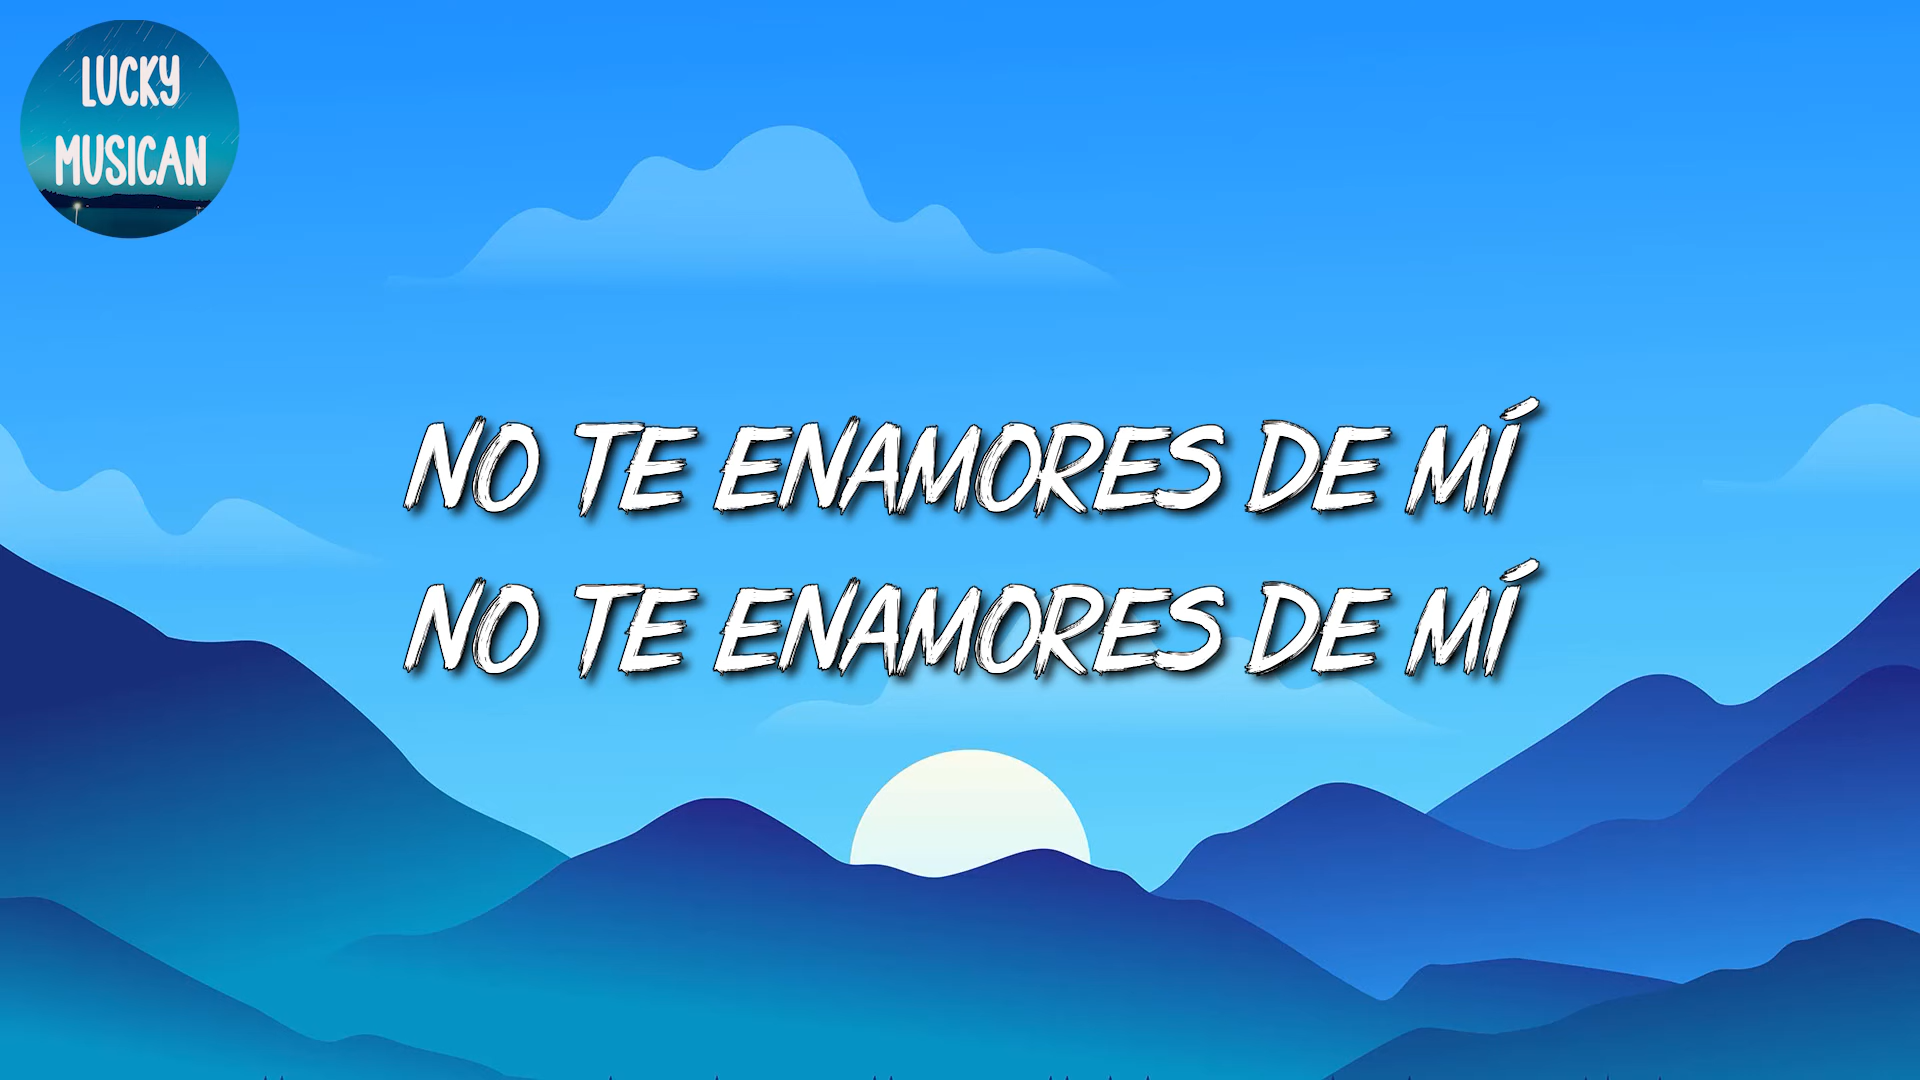 LUCKY
MUSICAN
NO TE ENAMORES DE MÍ
NO TE ENAMORES DE MÍ